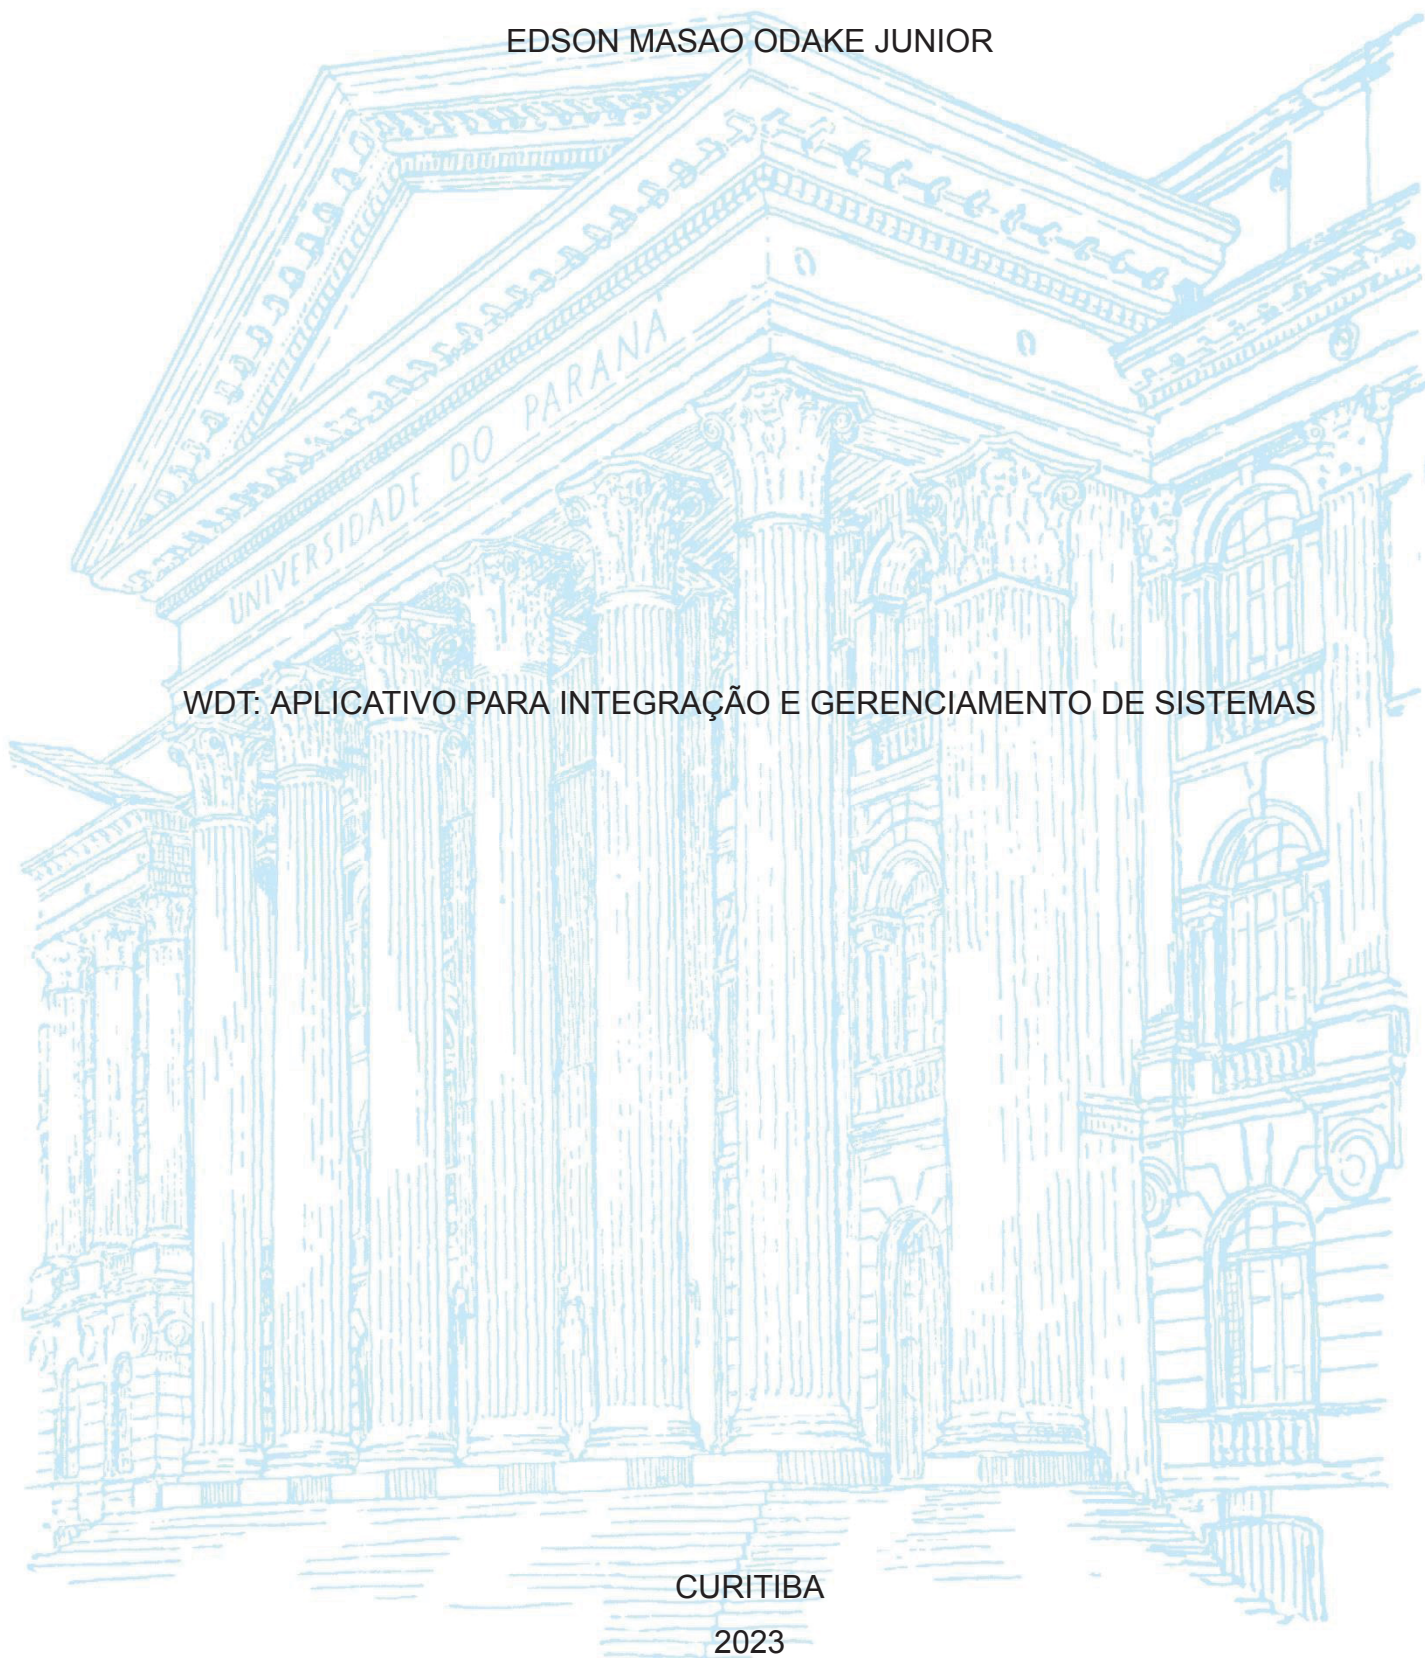 EDSON MASAO ODAKE JUNIOR
UNIVERSIDADE DO PARANÁ
WDT: APLICATIVO PARA INTEGRAÇÃO E GERENCIAMENTO DE SISTEMAS
CURITIBA
2023